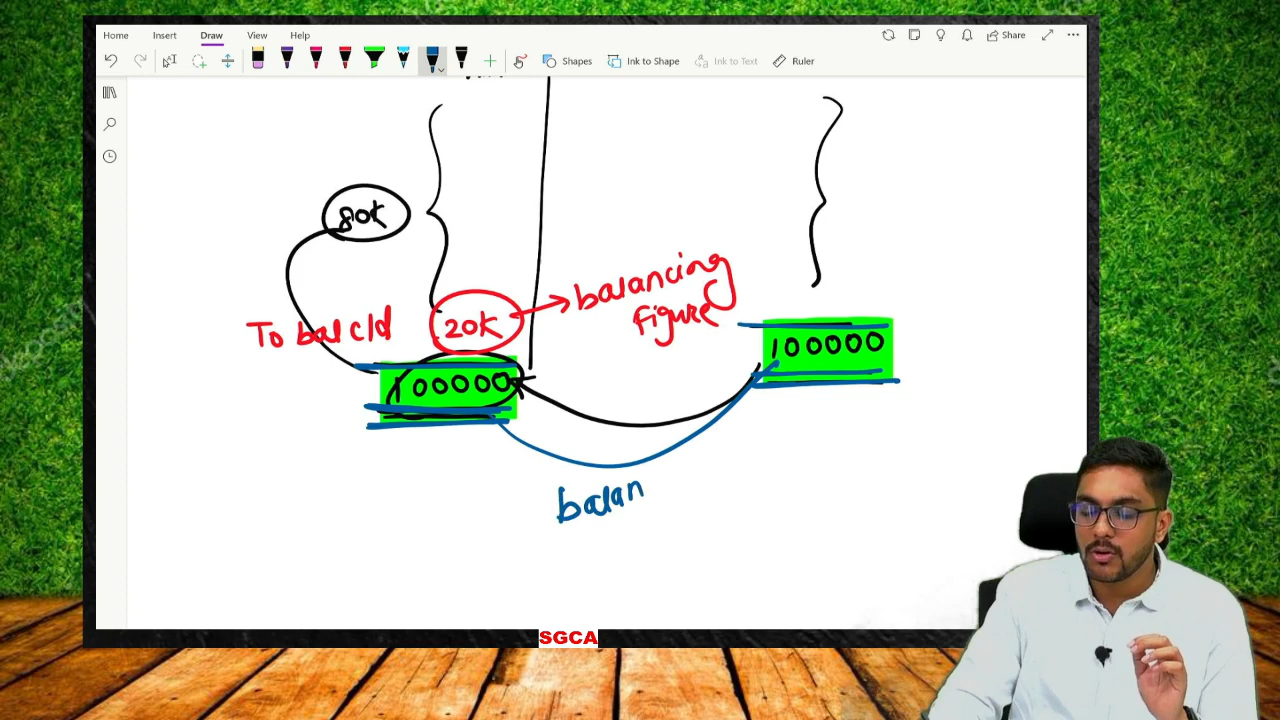 Home Insert Draw View Help
Share
Shapes Ink to Shape Ink to Text Ruler
80K
To bal c/d 20K balancing
figure
100000
100000
balan
SGCA